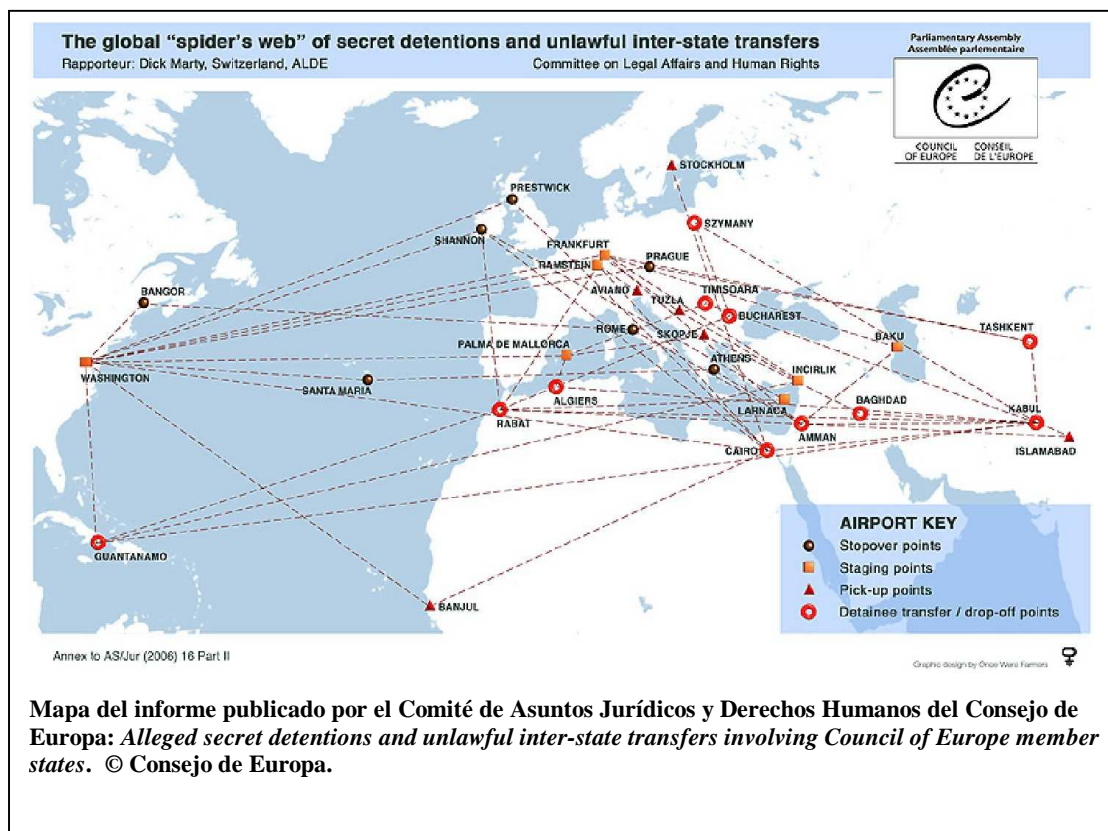 The global “spider’s web” of secret detentions and unlawful inter-state transfers
Rapporteur: Dick Marty, Switzerland, ALDE
Committee on Legal Affairs and Human Rights
Parliamentary Assembly
Assemblée parlementaire
COUNCIL CONSEIL
OF EUROPE DE L'EUROPE
STOCKHOLM
PRESTWICK
SZYMANY
SHANNON
FRANKFURT
PRAGUE
RAMSTEIN
BANGOR
AVIANO
TIMISOARA
TUZLA
BUCHAREST
ROME
SKOPJE
BAKU
TASHKENT
PALMA DE MALLORCA
ATHENS
WASHINGTON
SANTA MARIA
INCIRLIK
ALGIERS
BAGHDAD
LARNACA
KABUL
RABAT
AMMAN
CAIRO
ISLAMABAD
GUANTANAMO
BANJUL
AIRPORT KEY
Stopover points
Staging points
Pick-up points
Detainee transfer / drop-off points
Annex to AS/Jur (2006) 16 Part II
Graphic design by Once Were Farmers
Mapa del informe publicado por el Comité de Asuntos Jurídicos y Derechos Humanos del Consejo de
Europa: Alleged secret detentions and unlawful inter-state transfers involving Council of Europe member
states. © Consejo de Europa.